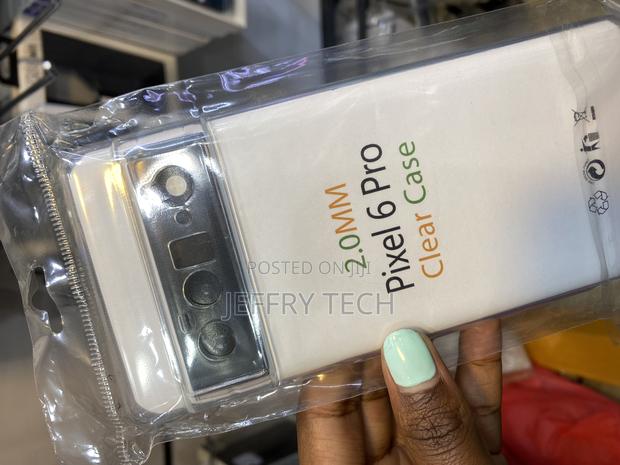 2.0MM
Pixel 6 Pro
Clear Case
POSTED ON JIJI
JEFFRY TECH